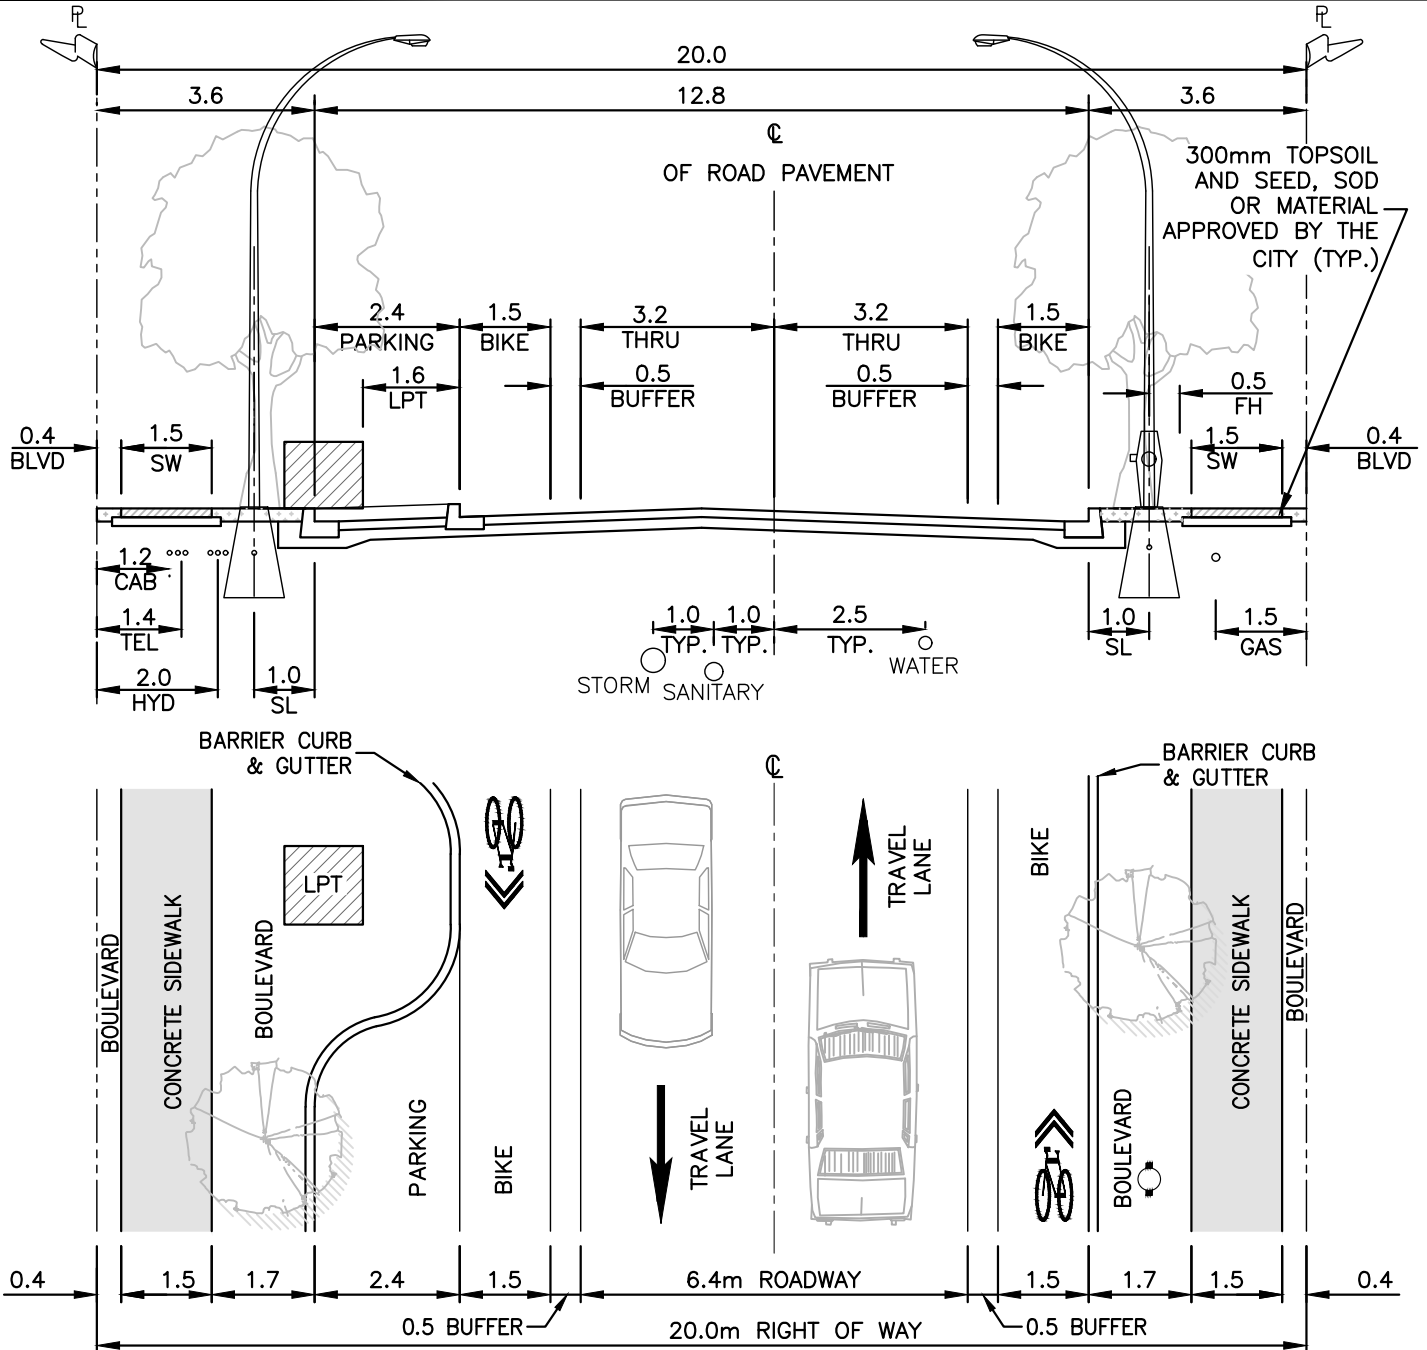 PL
PL
20.0
3.6
12.8
3.6
CL
OF ROAD PAVEMENT
300mm TOPSOIL
AND SEED, SOD
OR MATERIAL
APPROVED BY THE
CITY (TYP.)
2.4
PARKING
1.5
BIKE
3.2
THRU
3.2
THRU
1.5
BIKE
1.6
LPT
0.5
BUFFER
0.5
BUFFER
0.5
FH
0.4
BLVD
1.5
SW
1.5
SW
0.4
BLVD
1.2
CAB
1.4
TEL
2.0
HYD
1.0
SL
1.0
TYP.
1.0
TYP.
2.5
TYP.
STORM
SANITARY
WATER
1.0
SL
1.5
GAS
BARRIER CURB
& GUTTER
CL
BARRIER CURB
& GUTTER
BOULEVARD
CONCRETE SIDEWALK
BOULEVARD
LPT
PARKING
BIKE
TRAVEL
LANE
TRAVEL
LANE
BIKE
BOULEVARD
CONCRETE SIDEWALK
BOULEVARD
0.4
1.5
1.7
2.4
1.5
6.4m ROADWAY
1.5
1.7
1.5
0.4
0.5 BUFFER
20.0m RIGHT OF WAY
0.5 BUFFER